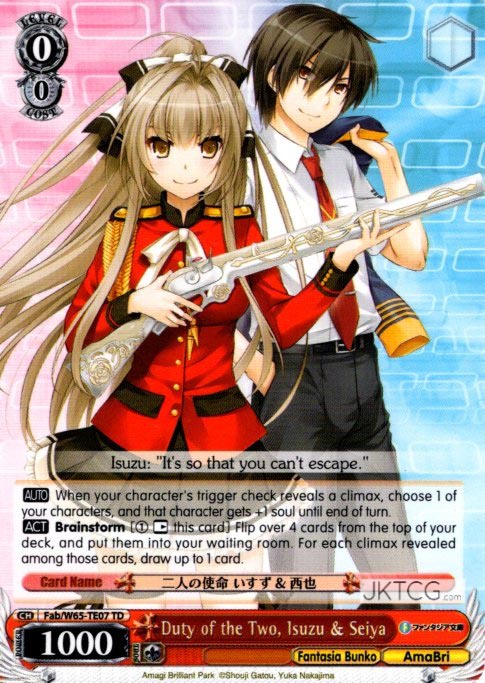 LEVEL
0
0
COST
Isuzu: "It's so that you can't escape."
AUTO When your character's trigger check reveals a climax, choose 1 of
your characters, and that character gets +1 soul until end of turn.
ACT Brainstorm [① this card] Flip over 4 cards from the top of your
deck, and put them into your waiting room. For each climax revealed
among those cards, draw up to 1 card.
Card Name 二人の使命 いすず & 西也
JKTCG.com
CH Fab/W65-TE07 TD
POWER 1000 SOUL Duty of the Two, Isuzu & Seiya ファンタジア文庫
Fantasia Bunko AmaBri
Amagi Brilliant Park ©Shouji Gatou, Yuka Nakajima